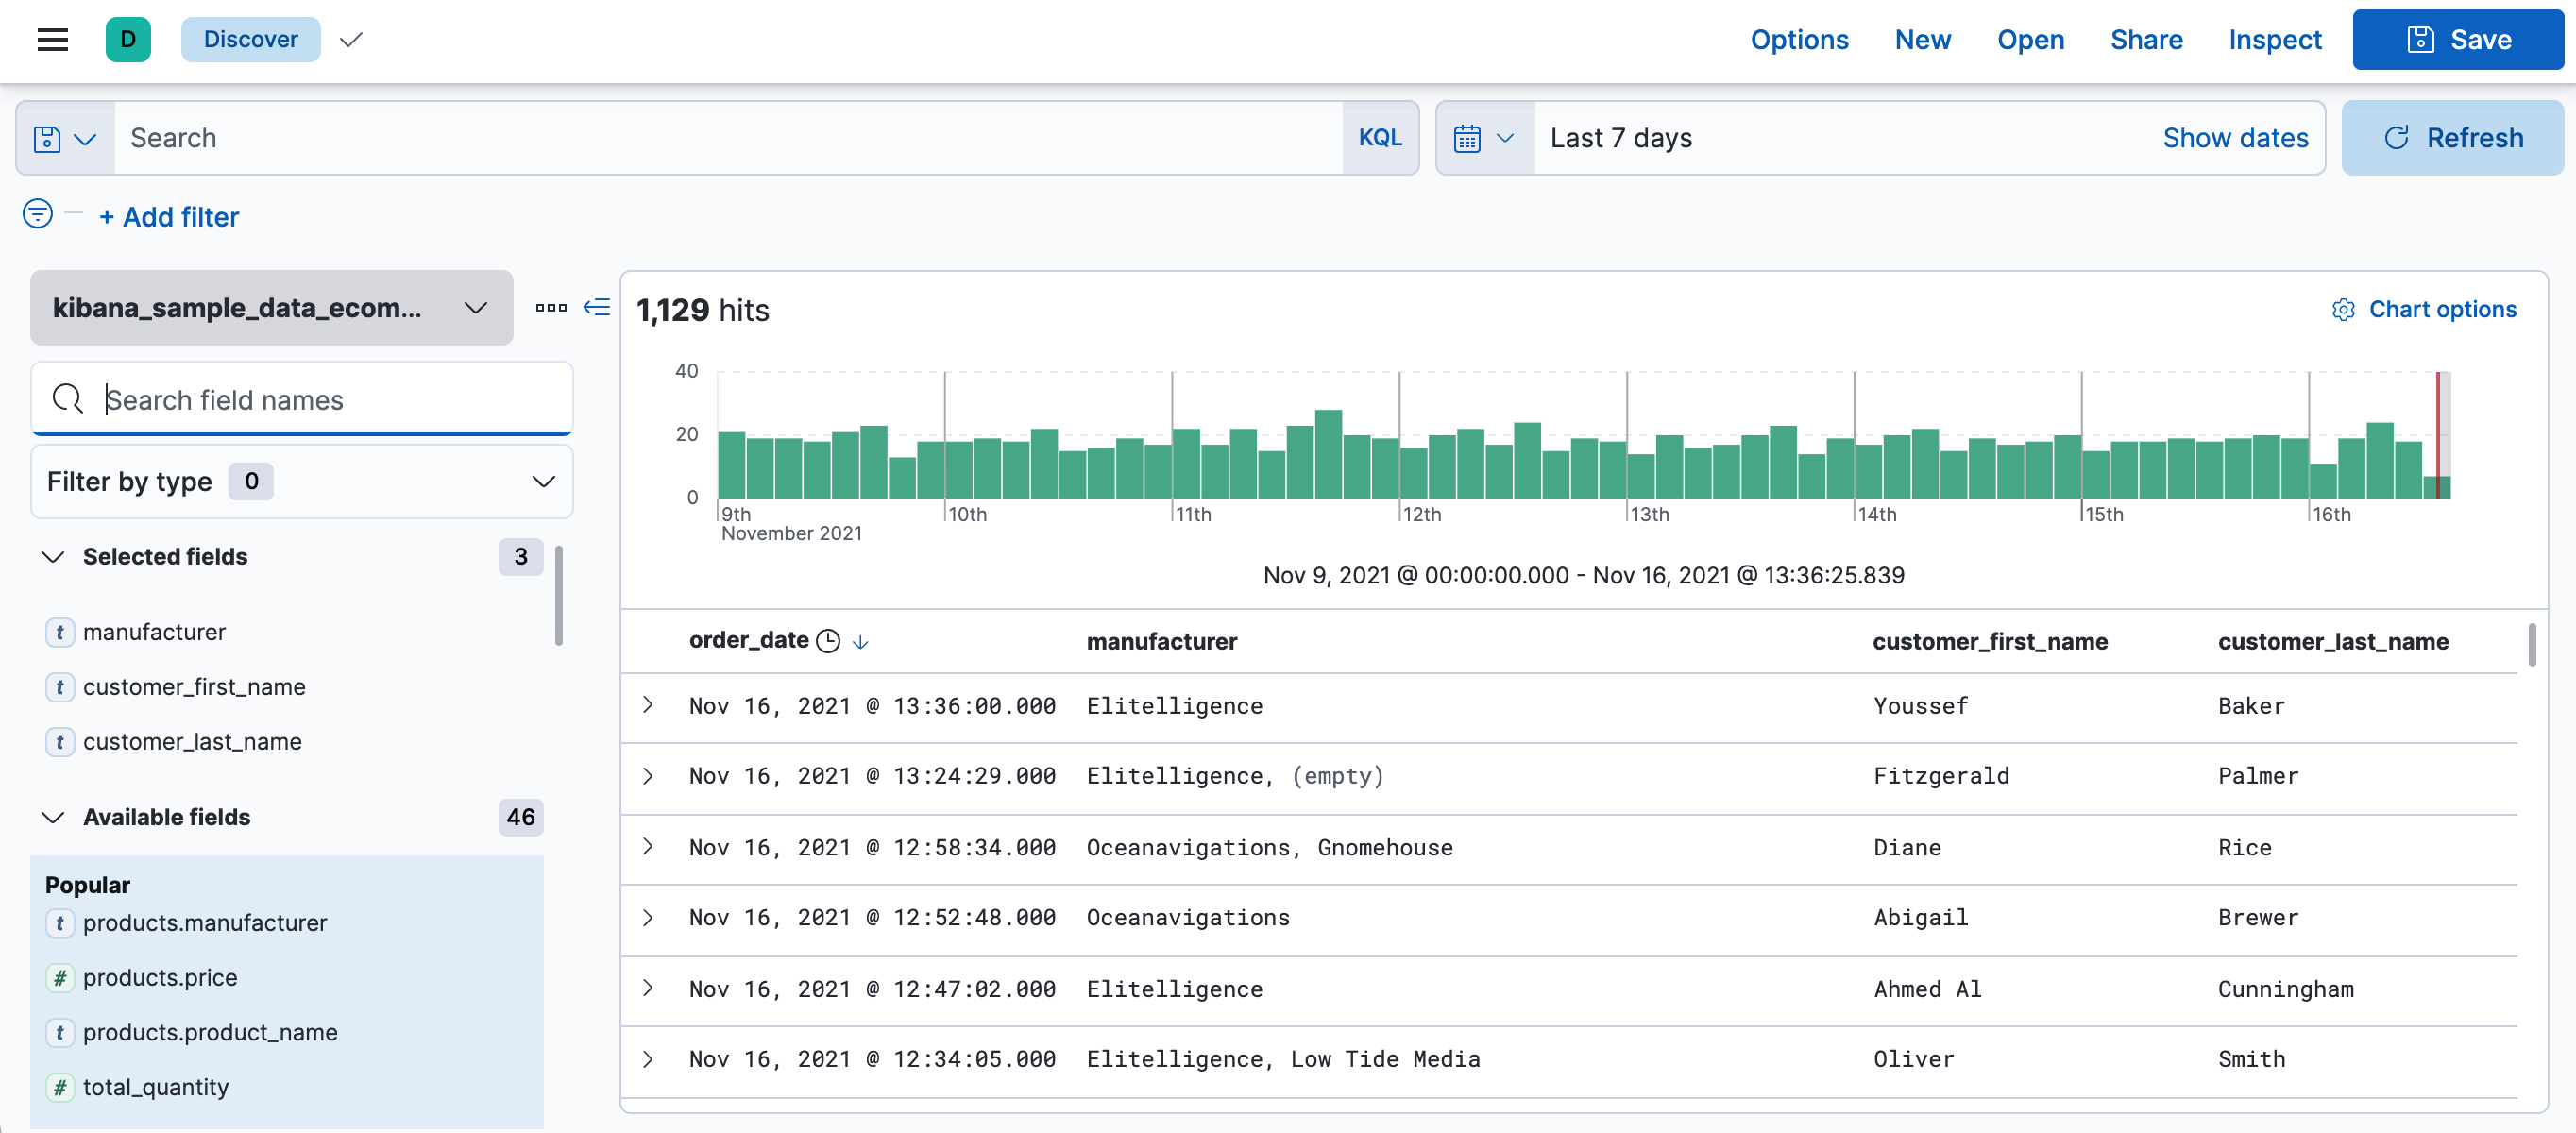 D Discover Options New Open Share Inspect Save
Search KQL Last 7 days Show dates Refresh
+ Add filter
kibana_sample_data_ecom...
Search field names
Filter by type 0
Selected fields 3
t manufacturer
t customer_first_name
t customer_last_name
Available fields 46
Popular
t products.manufacturer
# products.price
t products.product_name
# total_quantity
1,129 hits Chart options
40
20
0
9th 10th 11th 12th 13th 14th 15th 16th
November 2021
Nov 9, 2021 @ 00:00:00.000 - Nov 16, 2021 @ 13:36:25.839
order_date manufacturer customer_first_name customer_last_name
Nov 16, 2021 @ 13:36:00.000 Elitelligence Youssef Baker
Nov 16, 2021 @ 13:24:29.000 Elitelligence, (empty) Fitzgerald Palmer
Nov 16, 2021 @ 12:58:34.000 Oceanavigations, Gnomehouse Diane Rice
Nov 16, 2021 @ 12:52:48.000 Oceanavigations Abigail Brewer
Nov 16, 2021 @ 12:47:02.000 Elitelligence Ahmed Al Cunningham
Nov 16, 2021 @ 12:34:05.000 Elitelligence, Low Tide Media Oliver Smith